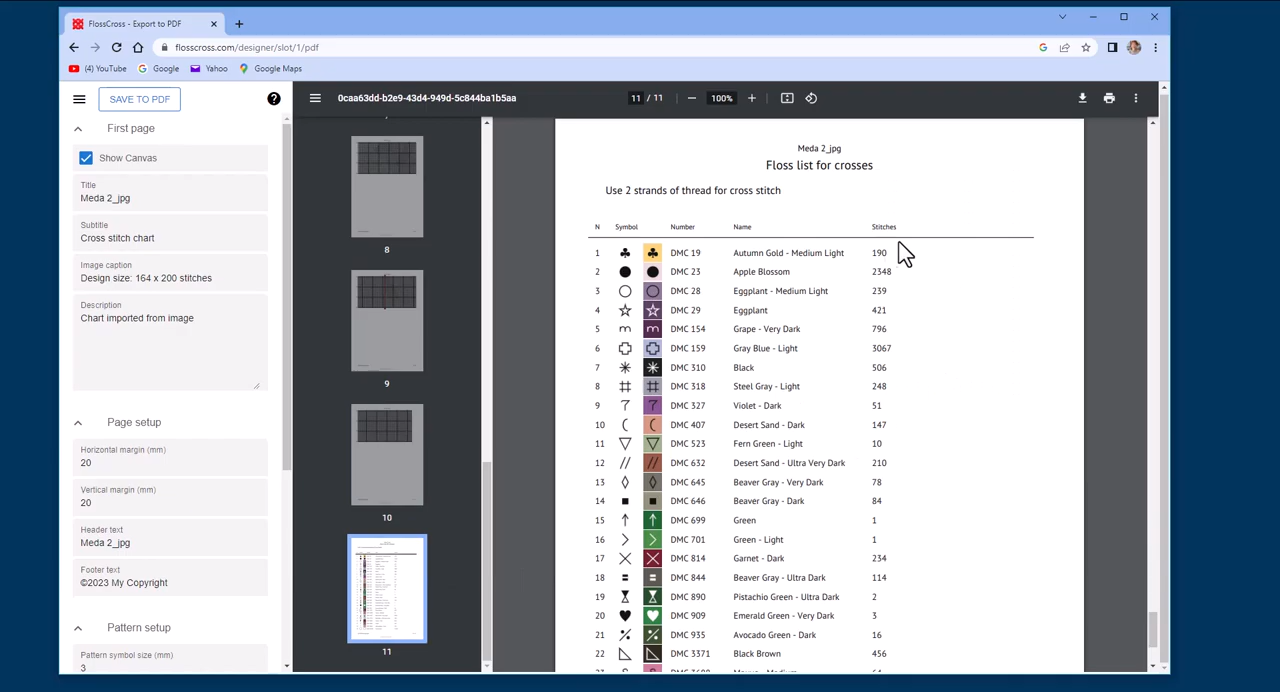 FlossCross - Export to PDF
flosscross.com/designer/slot/1/pdf
(4) YouTube Google Yahoo Google Maps
SAVE TO PDF
0caa63dd-b2e9-43d4-949d-5c844ba1b5aa
11 / 11
100%
First page
Show Canvas
Title
Meda 2_jpg
Subtitle
Cross stitch chart
Image caption
Design size: 164 x 200 stitches
Description
Chart imported from image
Page setup
Horizontal margin (mm)
20
Vertical margin (mm)
20
Header text
Meda 2_jpg
Footer text
©2023 My Copyright
Pattern setup
Pattern symbol size (mm)
3
8
9
10
11
Meda 2_jpg
Floss list for crosses
Use 2 strands of thread for cross stitch
N Symbol Number Name Stitches
1 DMC 19 Autumn Gold - Medium Light 190
2 DMC 23 Apple Blossom 2348
3 DMC 28 Eggplant - Medium Light 239
4 DMC 29 Eggplant 421
5 DMC 154 Grape - Very Dark 796
6 DMC 159 Gray Blue - Light 3067
7 DMC 310 Black 506
8 DMC 318 Steel Gray - Light 248
9 DMC 327 Violet - Dark 51
10 DMC 407 Desert Sand - Dark 147
11 DMC 523 Fern Green - Light 10
12 DMC 632 Desert Sand - Ultra Very Dark 210
13 DMC 645 Beaver Gray - Very Dark 78
14 DMC 646 Beaver Gray - Dark 84
15 DMC 699 Green 1
16 DMC 701 Green - Light 1
17 DMC 814 Garnet - Dark 234
18 DMC 844 Beaver Gray - Ultra Dark 114
19 DMC 890 Pistachio Green - Ultra Dark 2
20 DMC 909 Emerald Green - Very Dark 3
21 DMC 935 Avocado Green - Dark 16
22 DMC 3371 Black Brown 456